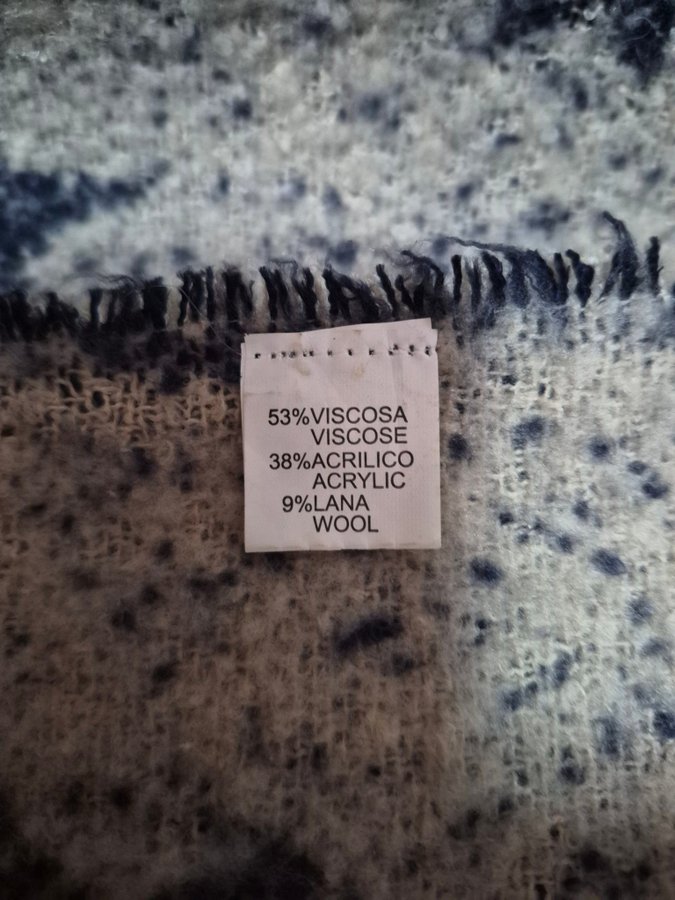 53%VISCOSA
VISCOSE
38%ACRILICO
ACRYLIC
9%LANA
WOOL